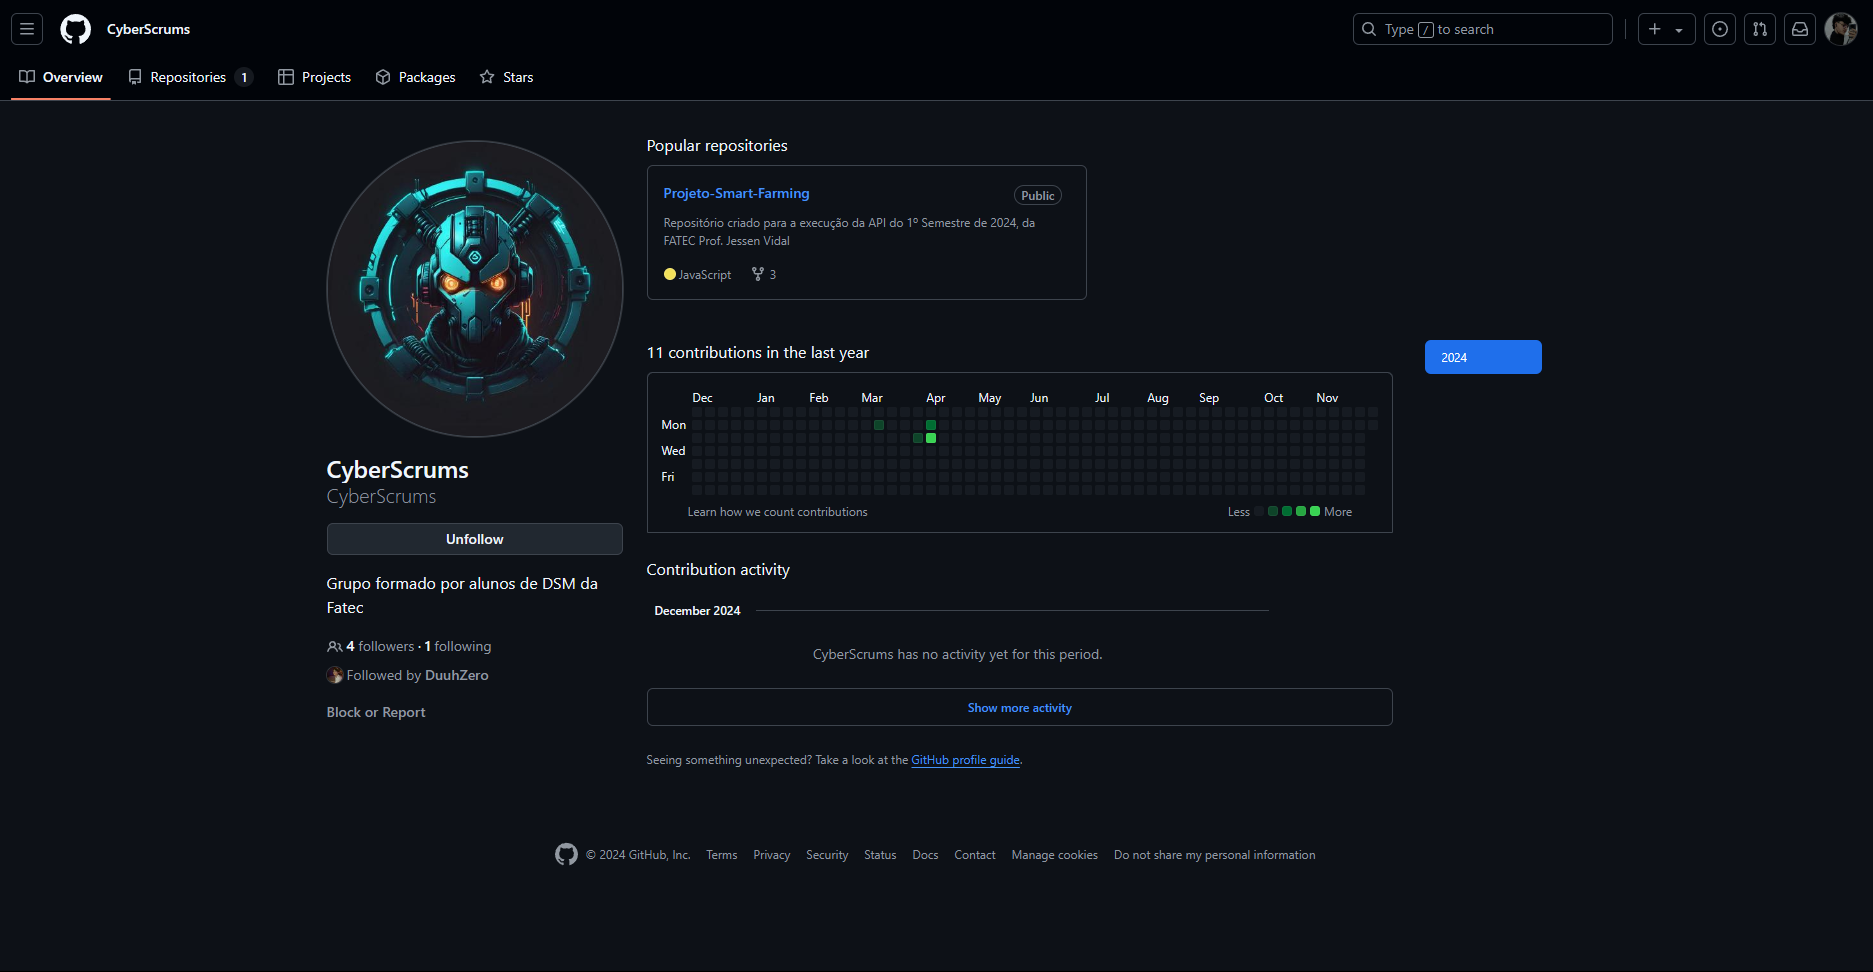 CyberScrums
Type / to search
Overview Repositories 1 Projects Packages Stars
CyberScrums
CyberScrums
Unfollow
Grupo formado por alunos de DSM da
Fatec
4 followers · 1 following
Followed by DuuhZero
Block or Report
Popular repositories
Projeto-Smart-Farming Public
Repositório criado para a execução da API do 1º Semestre de 2024, da
FATEC Prof. Jessen Vidal
JavaScript 3
11 contributions in the last year
2024
Dec Jan Feb Mar Apr May Jun Jul Aug Sep Oct Nov
Mon
Wed
Fri
Learn how we count contributions Less More
Contribution activity
December 2024
CyberScrums has no activity yet for this period.
Show more activity
Seeing something unexpected? Take a look at the GitHub profile guide.
© 2024 GitHub, Inc. Terms Privacy Security Status Docs Contact Manage cookies Do not share my personal information